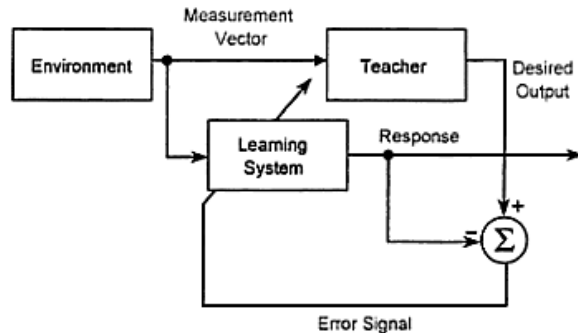 Measurement
Vector
Environment
Teacher
Desired
Output
Learning
System
Response
+
-
Σ
Error Signal